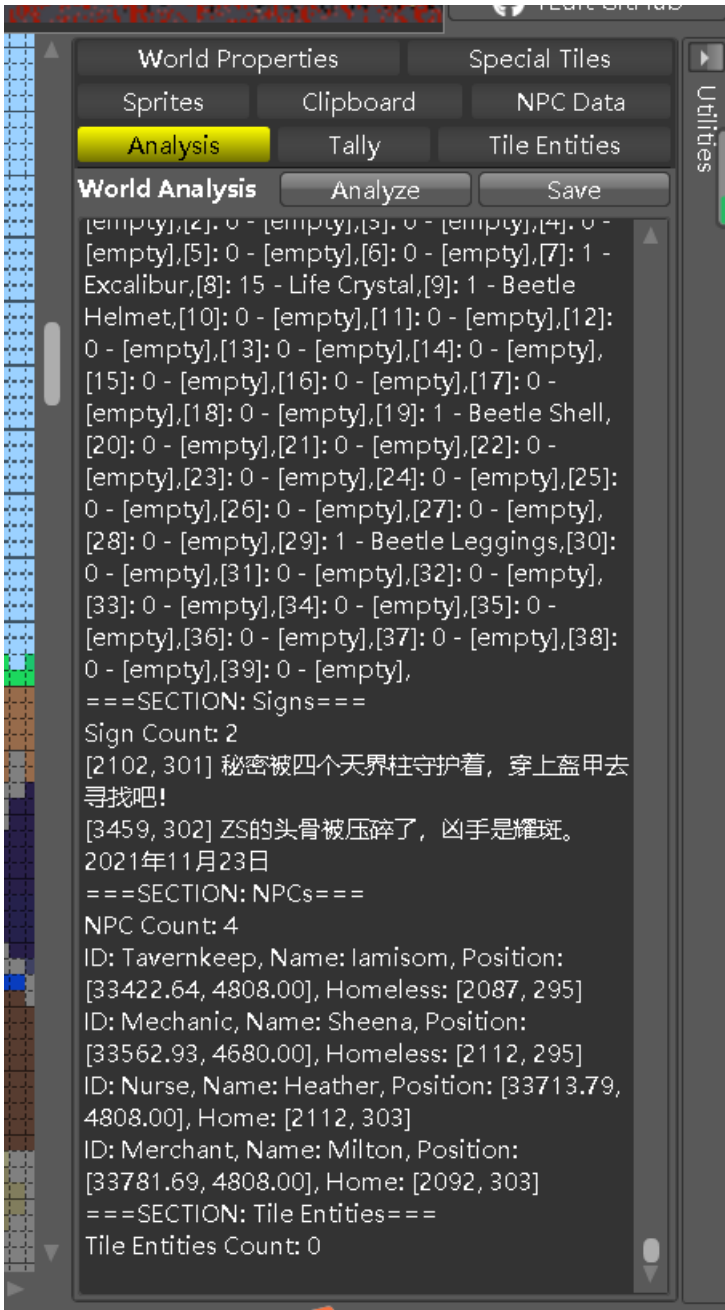 World Properties
Special Tiles
Sprites
Clipboard
NPC Data
Analysis
Tally
Tile Entities
Utilities
World Analysis
Analyze
Save
[empty],[2]: 0 - [empty],[3]: 0 - [empty],[4]: 0 -
[empty],[5]: 0 - [empty],[6]: 0 - [empty],[7]: 1 -
Excalibur,[8]: 15 - Life Crystal,[9]: 1 - Beetle
Helmet,[10]: 0 - [empty],[11]: 0 - [empty],[12]:
0 - [empty],[13]: 0 - [empty],[14]: 0 - [empty],
[15]: 0 - [empty],[16]: 0 - [empty],[17]: 0 -
[empty],[18]: 0 - [empty],[19]: 1 - Beetle Shell,
[20]: 0 - [empty],[21]: 0 - [empty],[22]: 0 -
[empty],[23]: 0 - [empty],[24]: 0 - [empty],[25]:
0 - [empty],[26]: 0 - [empty],[27]: 0 - [empty],
[28]: 0 - [empty],[29]: 1 - Beetle Leggings,[30]:
0 - [empty],[31]: 0 - [empty],[32]: 0 - [empty],
[33]: 0 - [empty],[34]: 0 - [empty],[35]: 0 -
[empty],[36]: 0 - [empty],[37]: 0 - [empty],[38]:
0 - [empty],[39]: 0 - [empty],
===SECTION: Signs===
Sign Count: 2
[2102, 301] 秘密被四个天界柱守护着，穿上盔甲去
寻找吧!
[3459, 302] ZS的头骨被压碎了，凶手是耀斑。
2021年11月23日
===SECTION: NPCs===
NPC Count: 4
ID: Tavernkeep, Name: Iamisom, Position:
[33422.64, 4808.00], Homeless: [2087, 295]
ID: Mechanic, Name: Sheena, Position:
[33562.93, 4680.00], Homeless: [2112, 295]
ID: Nurse, Name: Heather, Position: [33713.79,
4808.00], Home: [2112, 303]
ID: Merchant, Name: Milton, Position:
[33781.69, 4808.00], Home: [2092, 303]
===SECTION: Tile Entities===
Tile Entities Count: 0